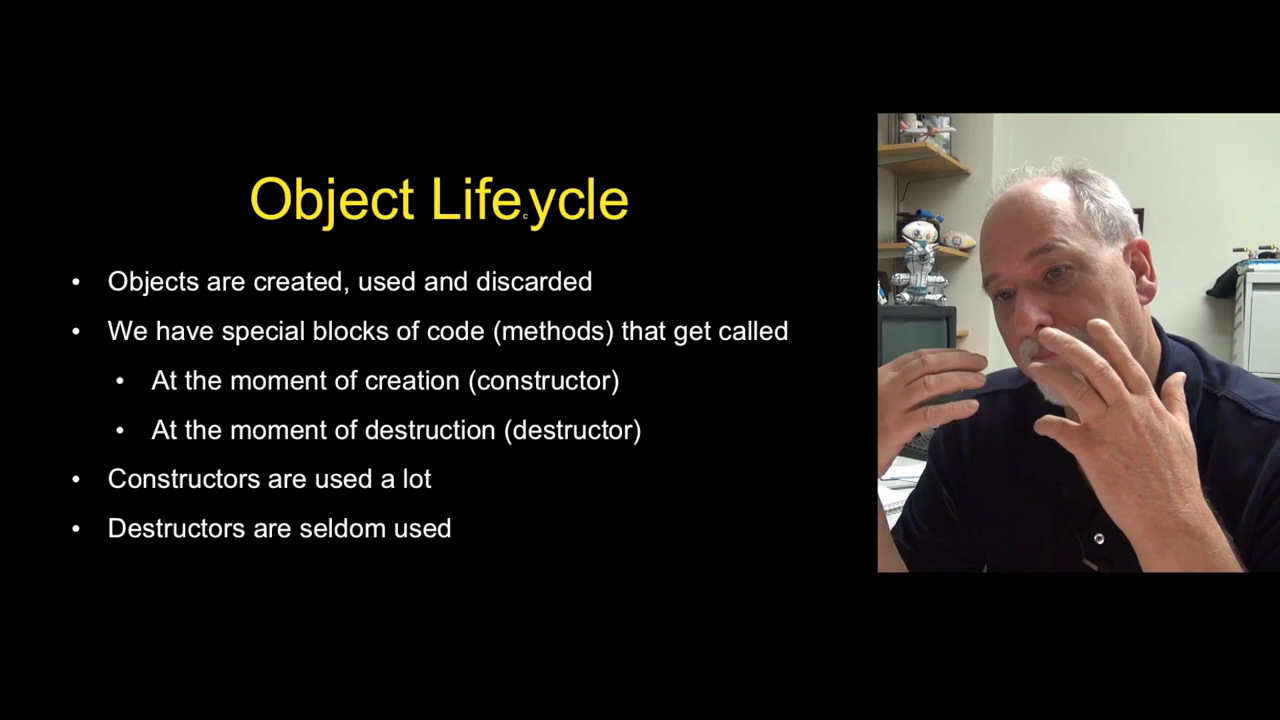 Object Lifecycle
• Objects are created, used and discarded
• We have special blocks of code (methods) that get called
• At the moment of creation (constructor)
• At the moment of destruction (destructor)
• Constructors are used a lot
• Destructors are seldom used